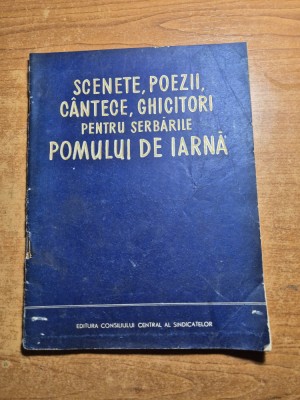 SCENETE, POEZII,
CÂNTECE, GHICITORI
PENTRU SERBĂRILE
POMULUI DE IARNĂ
EDITURA CONSILIULUI CENTRAL AL SINDICATELOR